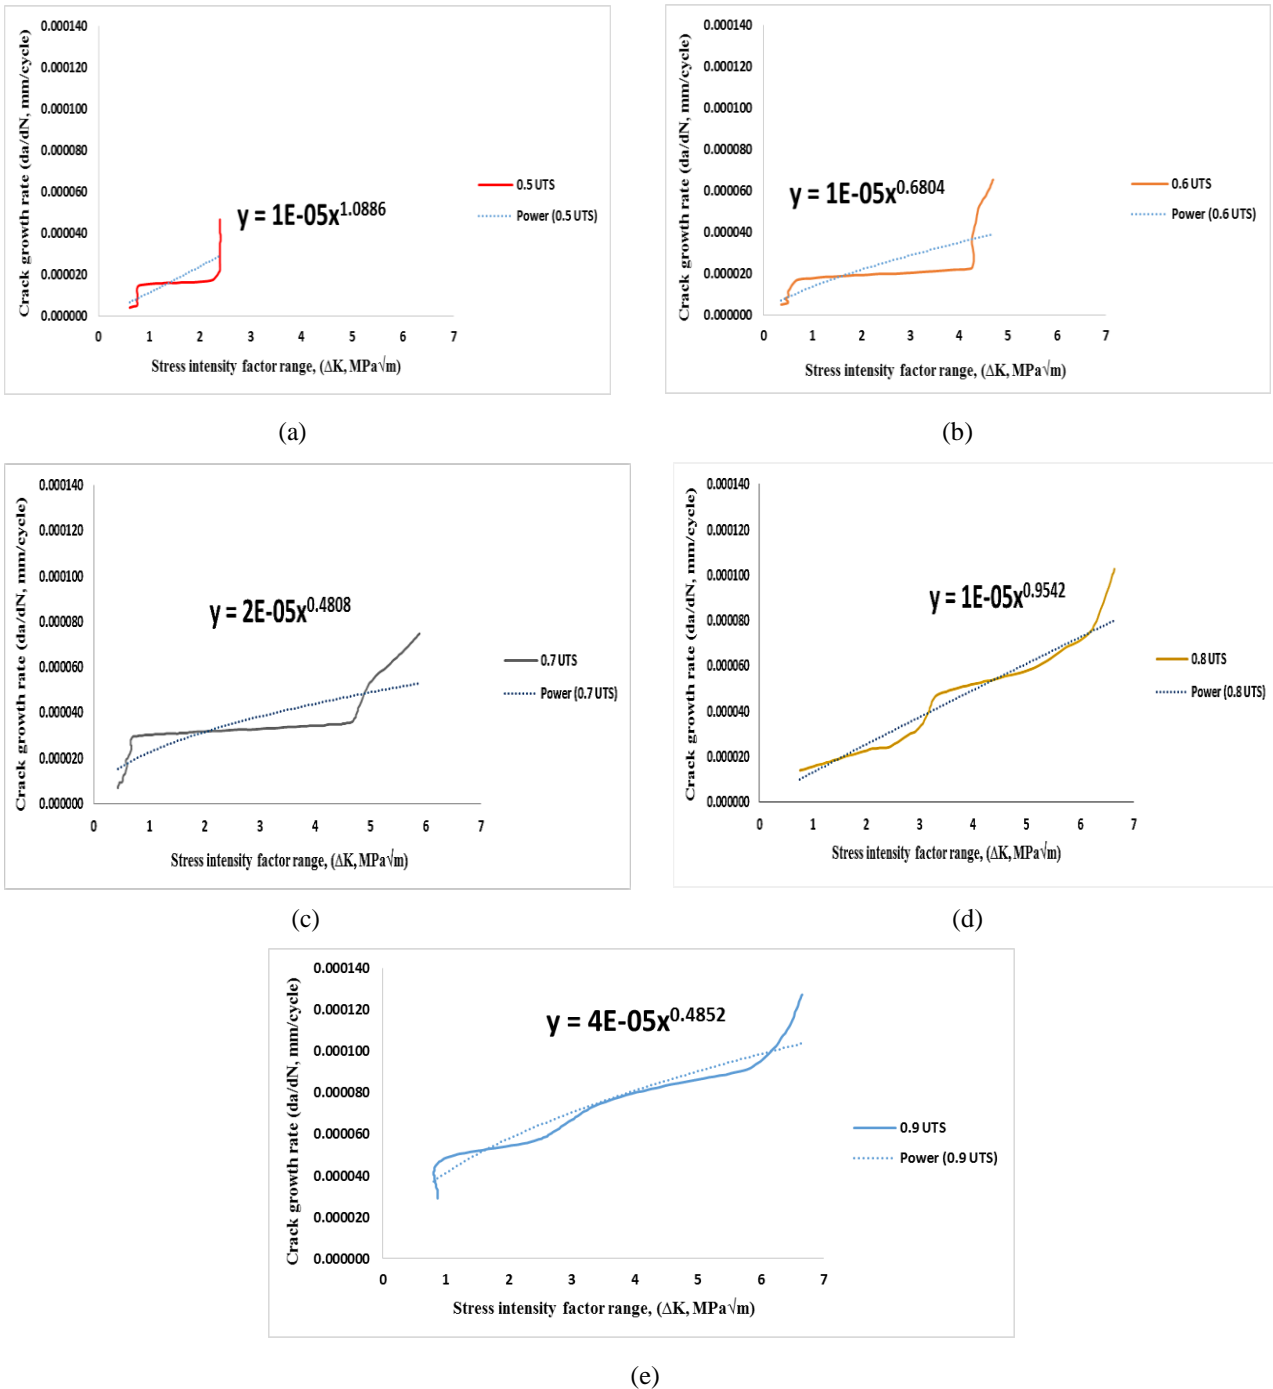 Crack growth rate (da/dN, mm/cycle)
0.000140
0.000120
0.000100
0.000080
0.000060
0.000040
0.000020
0.000000
0 1 2 3 4 5 6 7
Stress intensity factor range, (ΔK, MPa√m)
y = 1E-05x^1.0886
0.5 UTS
Power (0.5 UTS)
(a)
Crack growth rate (da/dN, mm/cycle)
0.000140
0.000120
0.000100
0.000080
0.000060
0.000040
0.000020
0.000000
0 1 2 3 4 5 6 7
Stress intensity factor range, (ΔK, MPa√m)
y = 1E-05x^0.6804
0.6 UTS
Power (0.6 UTS)
(b)
Crack growth rate (da/dN, mm/cycle)
0.000140
0.000120
0.000100
0.000080
0.000060
0.000040
0.000020
0.000000
0 1 2 3 4 5 6 7
Stress intensity factor range, (ΔK, MPa√m)
y = 2E-05x^0.4808
0.7 UTS
Power (0.7 UTS)
(c)
Crack growth rate (da/dN, mm/cycle)
0.000140
0.000120
0.000100
0.000080
0.000060
0.000040
0.000020
0.000000
0 1 2 3 4 5 6 7
Stress intensity factor range, (ΔK, MPa√m)
y = 1E-05x^0.9542
0.8 UTS
Power (0.8 UTS)
(d)
Crack growth rate (da/dN, mm/cycle)
0.000140
0.000120
0.000100
0.000080
0.000060
0.000040
0.000020
0.000000
0 1 2 3 4 5 6 7
Stress intensity factor range, (ΔK, MPa√m)
y = 4E-05x^0.4852
0.9 UTS
Power (0.9 UTS)
(e)